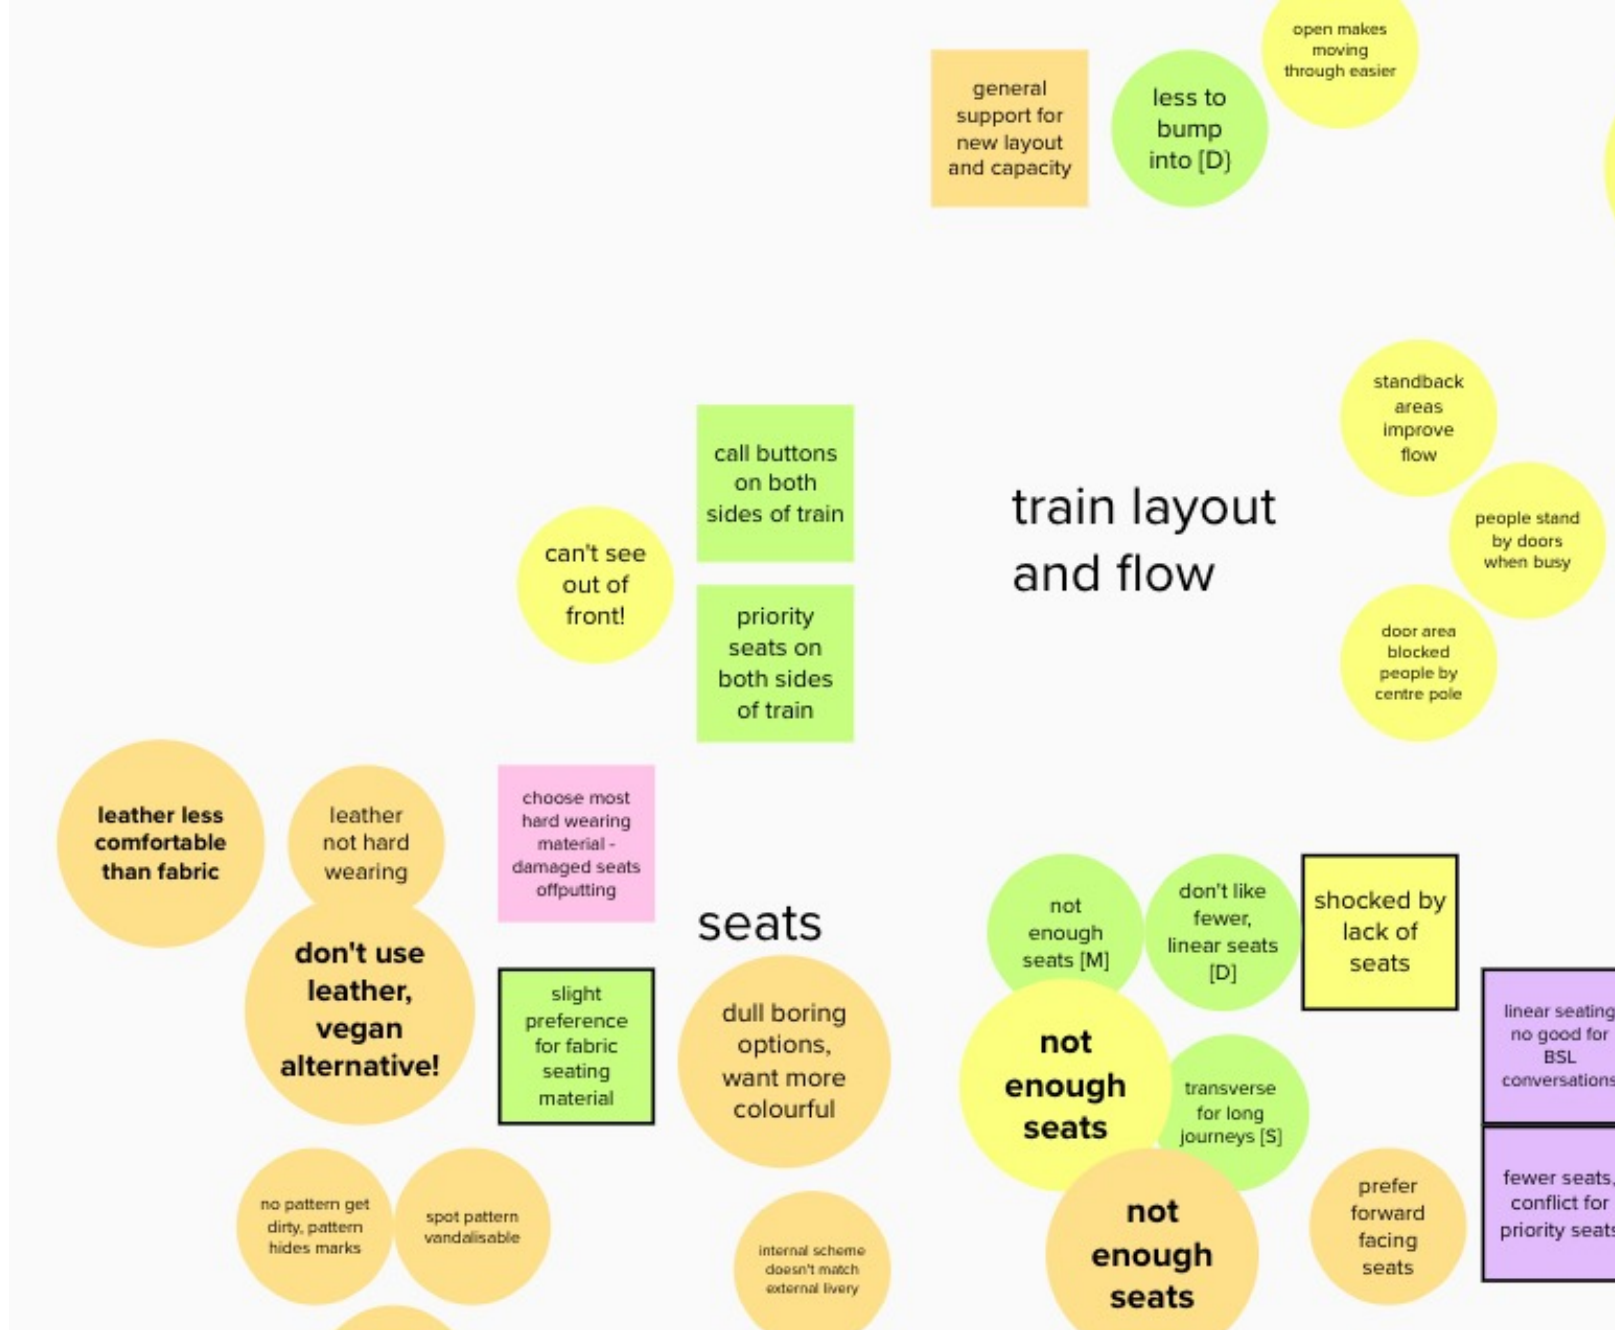 open makes
moving
through easier
general
support for
new layout
and capacity
less to
bump
into [D}
standback
areas
improve
flow
people stand
by doors
when busy
door area
blocked
people by
centre pole
train layout
and flow
call buttons
on both
sides of train
can't see
out of
front!
priority
seats on
both sides
of train
leather less
comfortable
than fabric
leather
not hard
wearing
choose most
hard wearing
material -
damaged seats
offputting
seats
don't use
leather,
vegan
alternative!
slight
preference
for fabric
seating
material
dull boring
options,
want more
colourful
no pattern get
dirty, pattern
hides marks
spot pattern
vandalisable
internal scheme
doesn't match
external livery
not
enough
seats [M]
don't like
fewer,
linear seats
[D]
shocked by
lack of
seats
not
enough
seats
transverse
for long
journeys [S]
linear seating
no good for
BSL
conversations
not
enough
seats
prefer
forward
facing
seats
fewer seats,
conflict for
priority seats